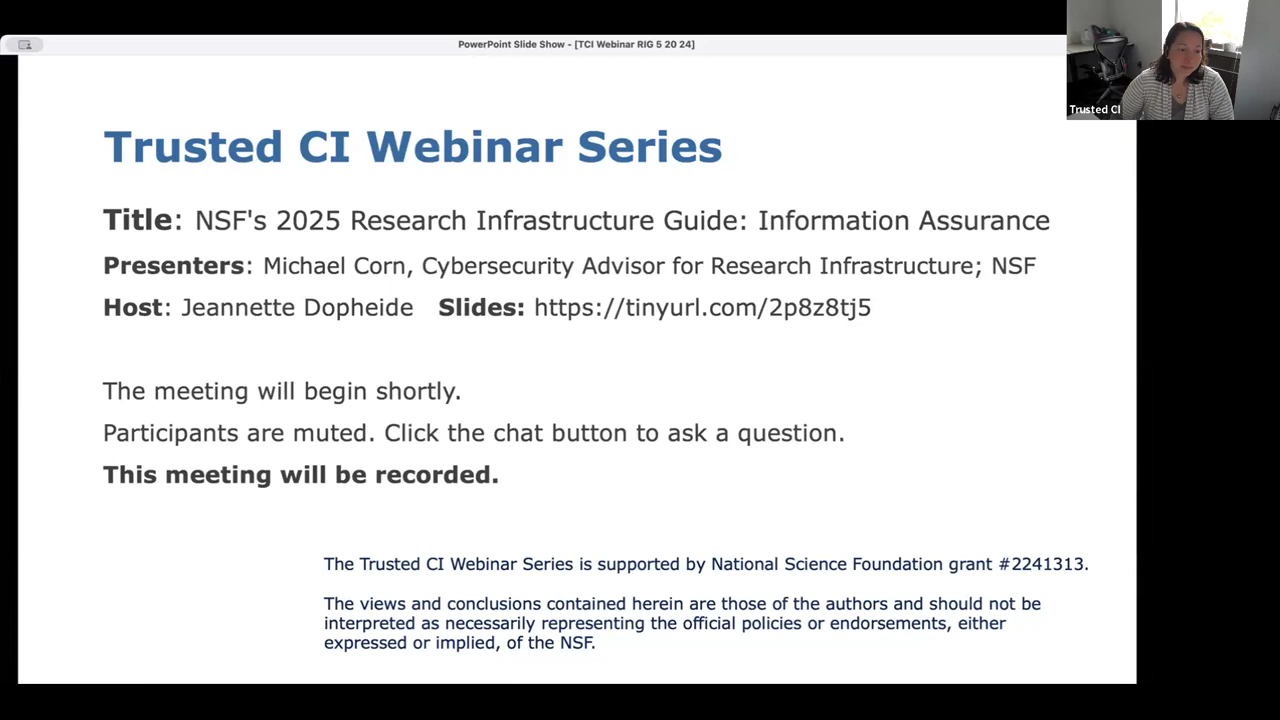 PowerPoint Slide Show - [TCI Webinar RIG 5 20 24]
Trusted CI
Trusted CI Webinar Series
Title: NSF's 2025 Research Infrastructure Guide: Information Assurance
Presenters: Michael Corn, Cybersecurity Advisor for Research Infrastructure; NSF
Host: Jeannette Dopheide Slides: https://tinyurl.com/2p8z8tj5
The meeting will begin shortly.
Participants are muted. Click the chat button to ask a question.
This meeting will be recorded.
The Trusted CI Webinar Series is supported by National Science Foundation grant #2241313.
The views and conclusions contained herein are those of the authors and should not be
interpreted as necessarily representing the official policies or endorsements, either
expressed or implied, of the NSF.